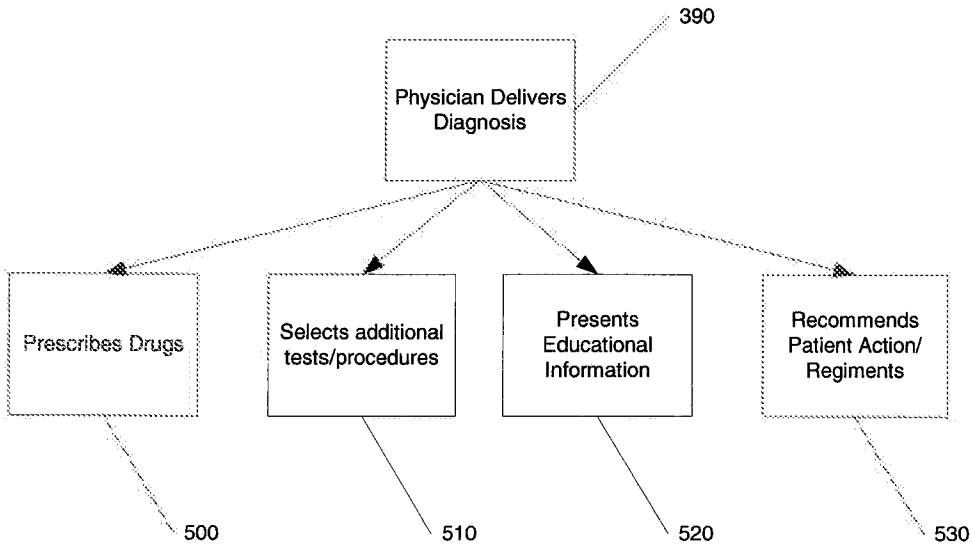 390
Physician Delivers
Diagnosis
Prescribes Drugs
Selects additional
tests/procedures
Presents
Educational
Information
Recommends
Patient Action/
Regiments
500
510
520
530